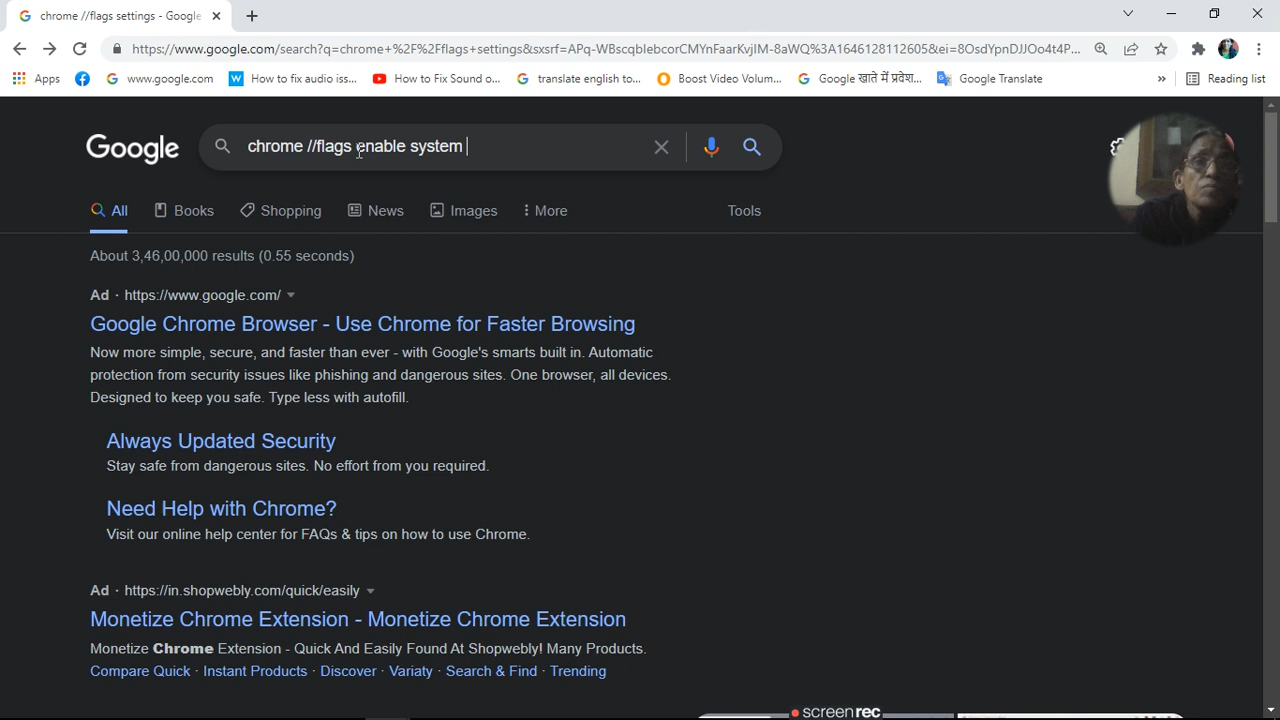 chrome //flags settings - Google
https://www.google.com/search?q=chrome+%2F%2Fflags+settings&sxsrf=APq-WBscqblebcorCMYnFaarKvjIM-8aWQ%3A1646128112605&ei=8OsdYpnDJJOo4t4P...
Apps
www.google.com
How to fix audio iss...
How to Fix Sound o...
translate english to...
Boost Video Volum...
Google खाते में प्रवेश...
Google Translate
»
Reading list
Google
chrome //flags enable system
All
Books
Shopping
News
Images
More
Tools
About 3,46,00,000 results (0.55 seconds)
Ad · https://www.google.com/
Google Chrome Browser - Use Chrome for Faster Browsing
Now more simple, secure, and faster than ever - with Google's smarts built in. Automatic
protection from security issues like phishing and dangerous sites. One browser, all devices.
Designed to keep you safe. Type less with autofill.
Always Updated Security
Stay safe from dangerous sites. No effort from you required.
Need Help with Chrome?
Visit our online help center for FAQs & tips on how to use Chrome.
Ad · https://in.shopwebly.com/quick/easily
Monetize Chrome Extension - Monetize Chrome Extension
Monetize Chrome Extension - Quick And Easily Found At Shopwebly! Many Products.
Compare Quick · Instant Products · Discover · Variaty · Search & Find · Trending
screenrec